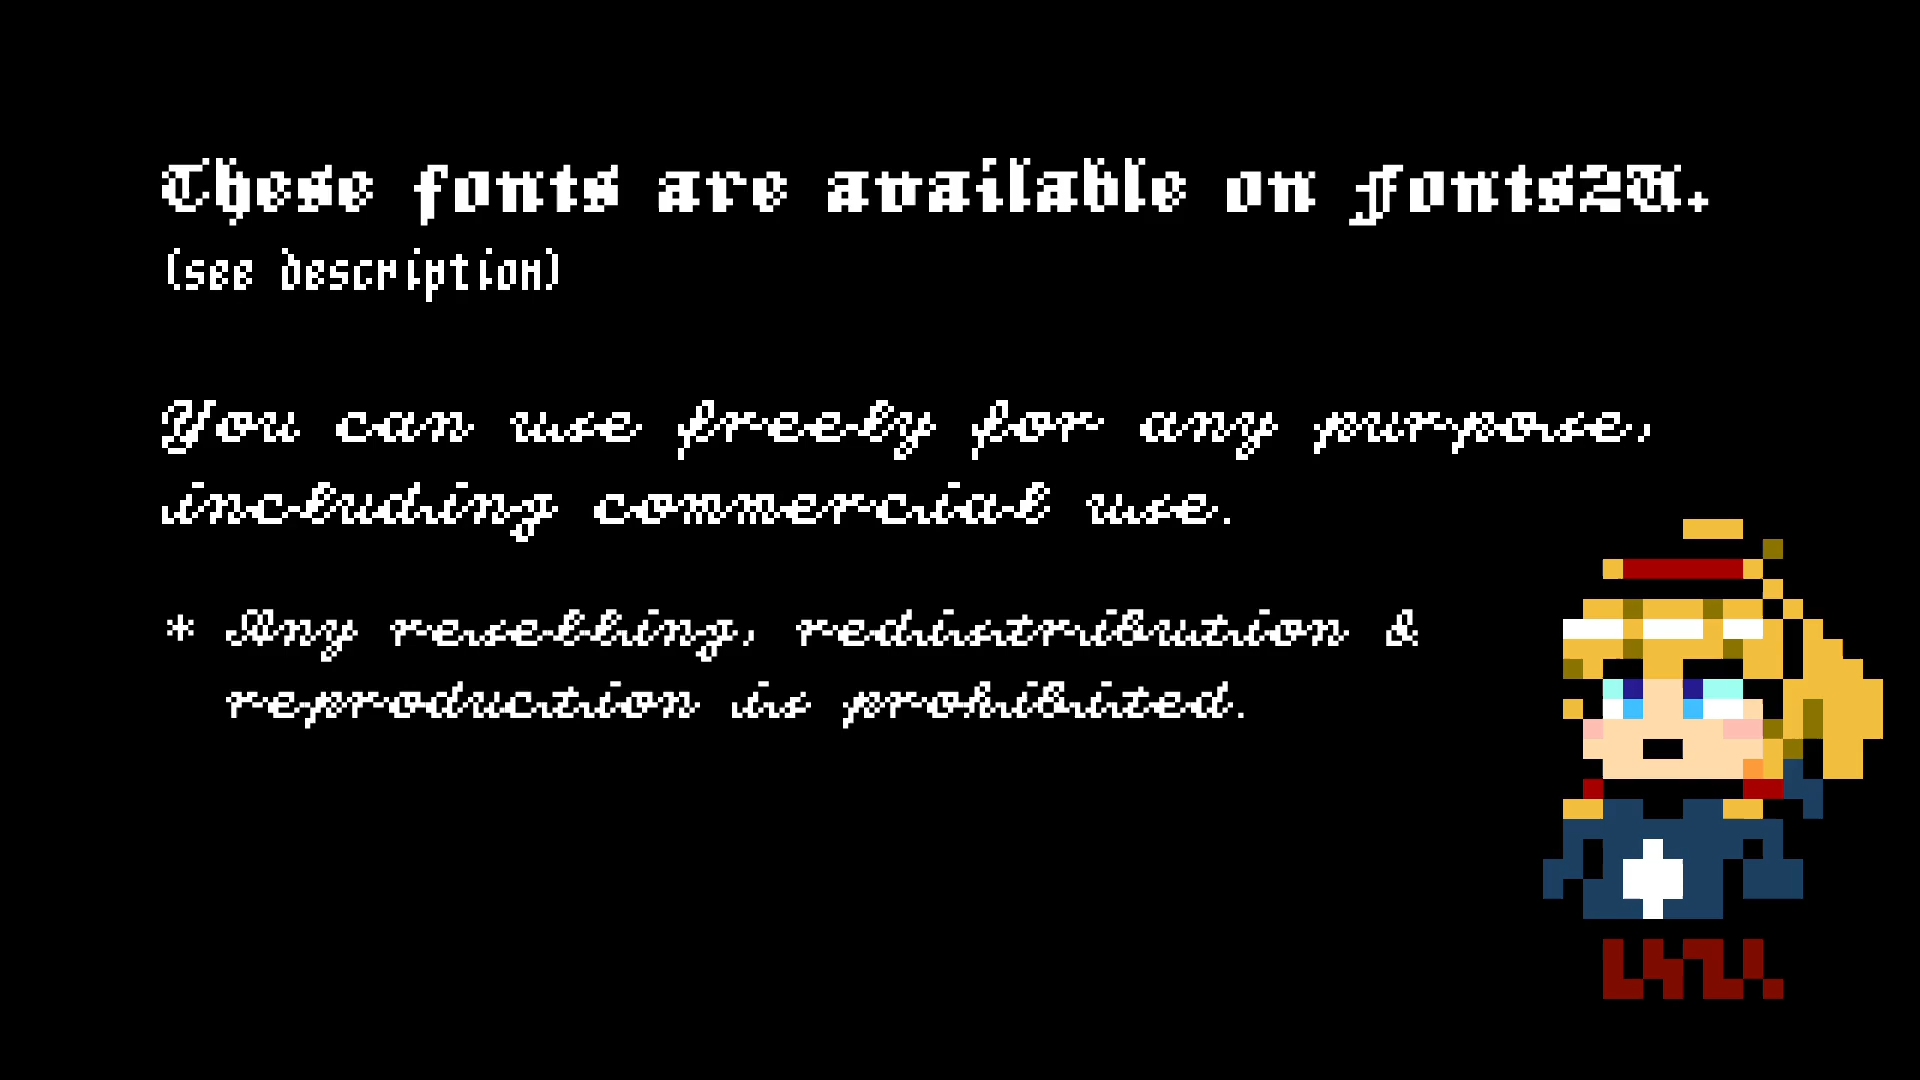 These fonts are available on Fonts2U.
(see description)
You can use freely for any purpose,
including commercial use.
* Any reselling, redistribution &
reproduction is prohibited.